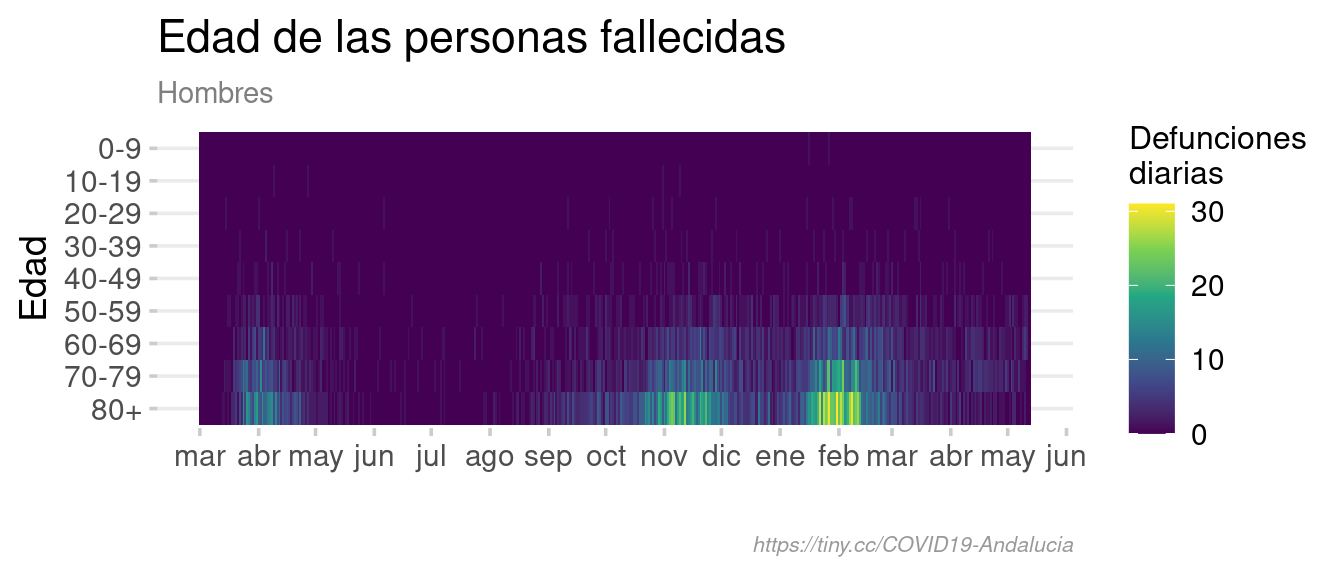 Edad de las personas fallecidas
Hombres
Edad
0-9
10-19
20-29
30-39
40-49
50-59
60-69
70-79
80+
mar abr may jun jul ago sep oct nov dic ene feb mar abr may jun
Defunciones
diarias
30
20
10
0
https://tiny.cc/COVID19-Andalucia